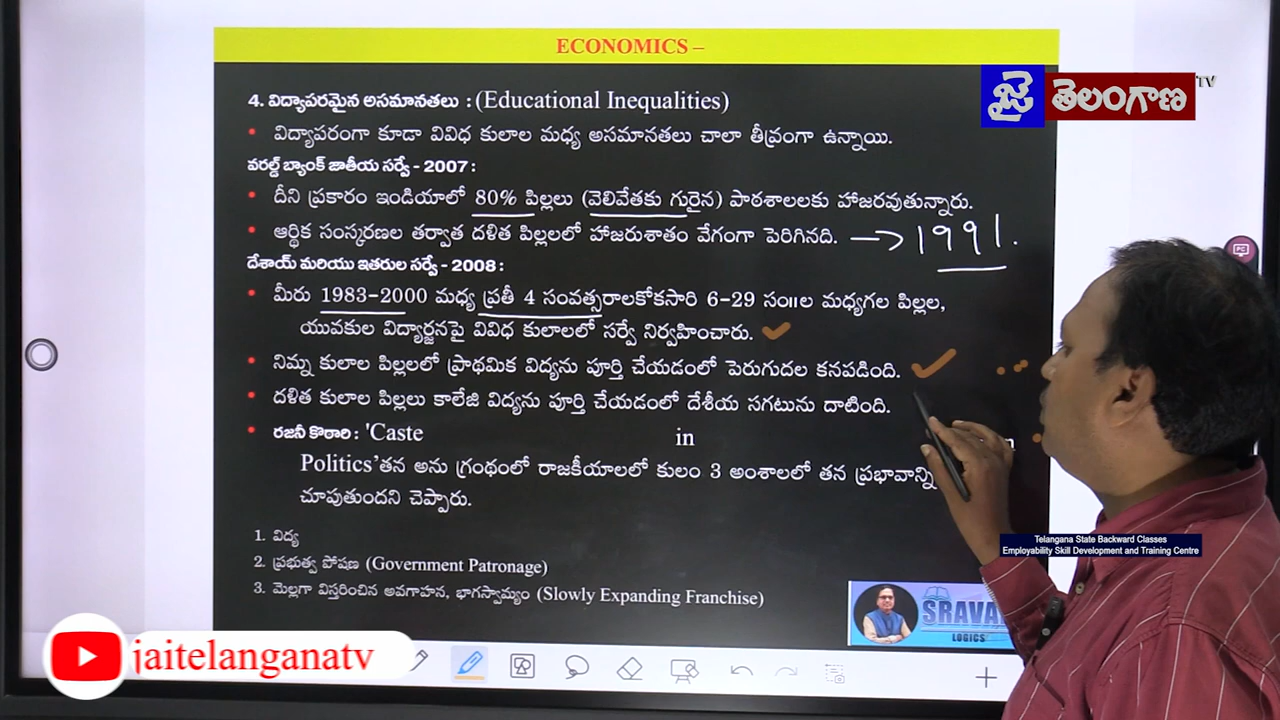 ECONOMICS –
జై తెలంగాణ TV
4. విద్యాపరమైన అసమానతలు : (Educational Inequalities)
• విద్యాపరంగా కూడా వివిధ కులాల మధ్య అసమానతలు చాలా తీవ్రంగా ఉన్నాయి.
వరల్డ్ బ్యాంక్ జాతీయ సర్వే - 2007 :
• దీని ప్రకారం ఇండియాలో 80% పిల్లలు (వెలివేతకు గురైన) పాఠశాలలకు హాజరవుతున్నారు.
• ఆర్థిక సంస్కరణల తర్వాత దళిత పిల్లలలో హాజరుశాతం వేగంగా పెరిగినది. → 1991.
దేశాయ్ మరియు ఇతరుల సర్వే - 2008 :
• మీరు 1983-2000 మధ్య ప్రతీ 4 సంవత్సరాలకోకసారి 6-29 సం॥ల మధ్యగల పిల్లల,
యువకుల విద్యార్జనపై వివిధ కులాలలో సర్వే నిర్వహించారు.
• నిమ్న కులాల పిల్లలలో ప్రాథమిక విద్యను పూర్తి చేయడంలో పెరుగుదల కనపడింది.
• దళిత కులాల పిల్లలు కాలేజి విద్యను పూర్తి చేయడంలో దేశీయ సగటును దాటింది.
• రజనీ కొఠారి : 'Caste in
Politics'తన అను గ్రంథంలో రాజకీయాలలో కులం 3 అంశాలలో తన ప్రభావాన్ని
చూపుతుందని చెప్పారు.
1. విద్య
2. ప్రభుత్వ పోషణ (Government Patronage)
3. మెల్లగా విస్తరించిన అవగాహన, భాగస్వామ్యం (Slowly Expanding Franchise)
Telangana State Backward Classes
Employability Skill Development and Training Centre
LOGICS
jaitelanganatv